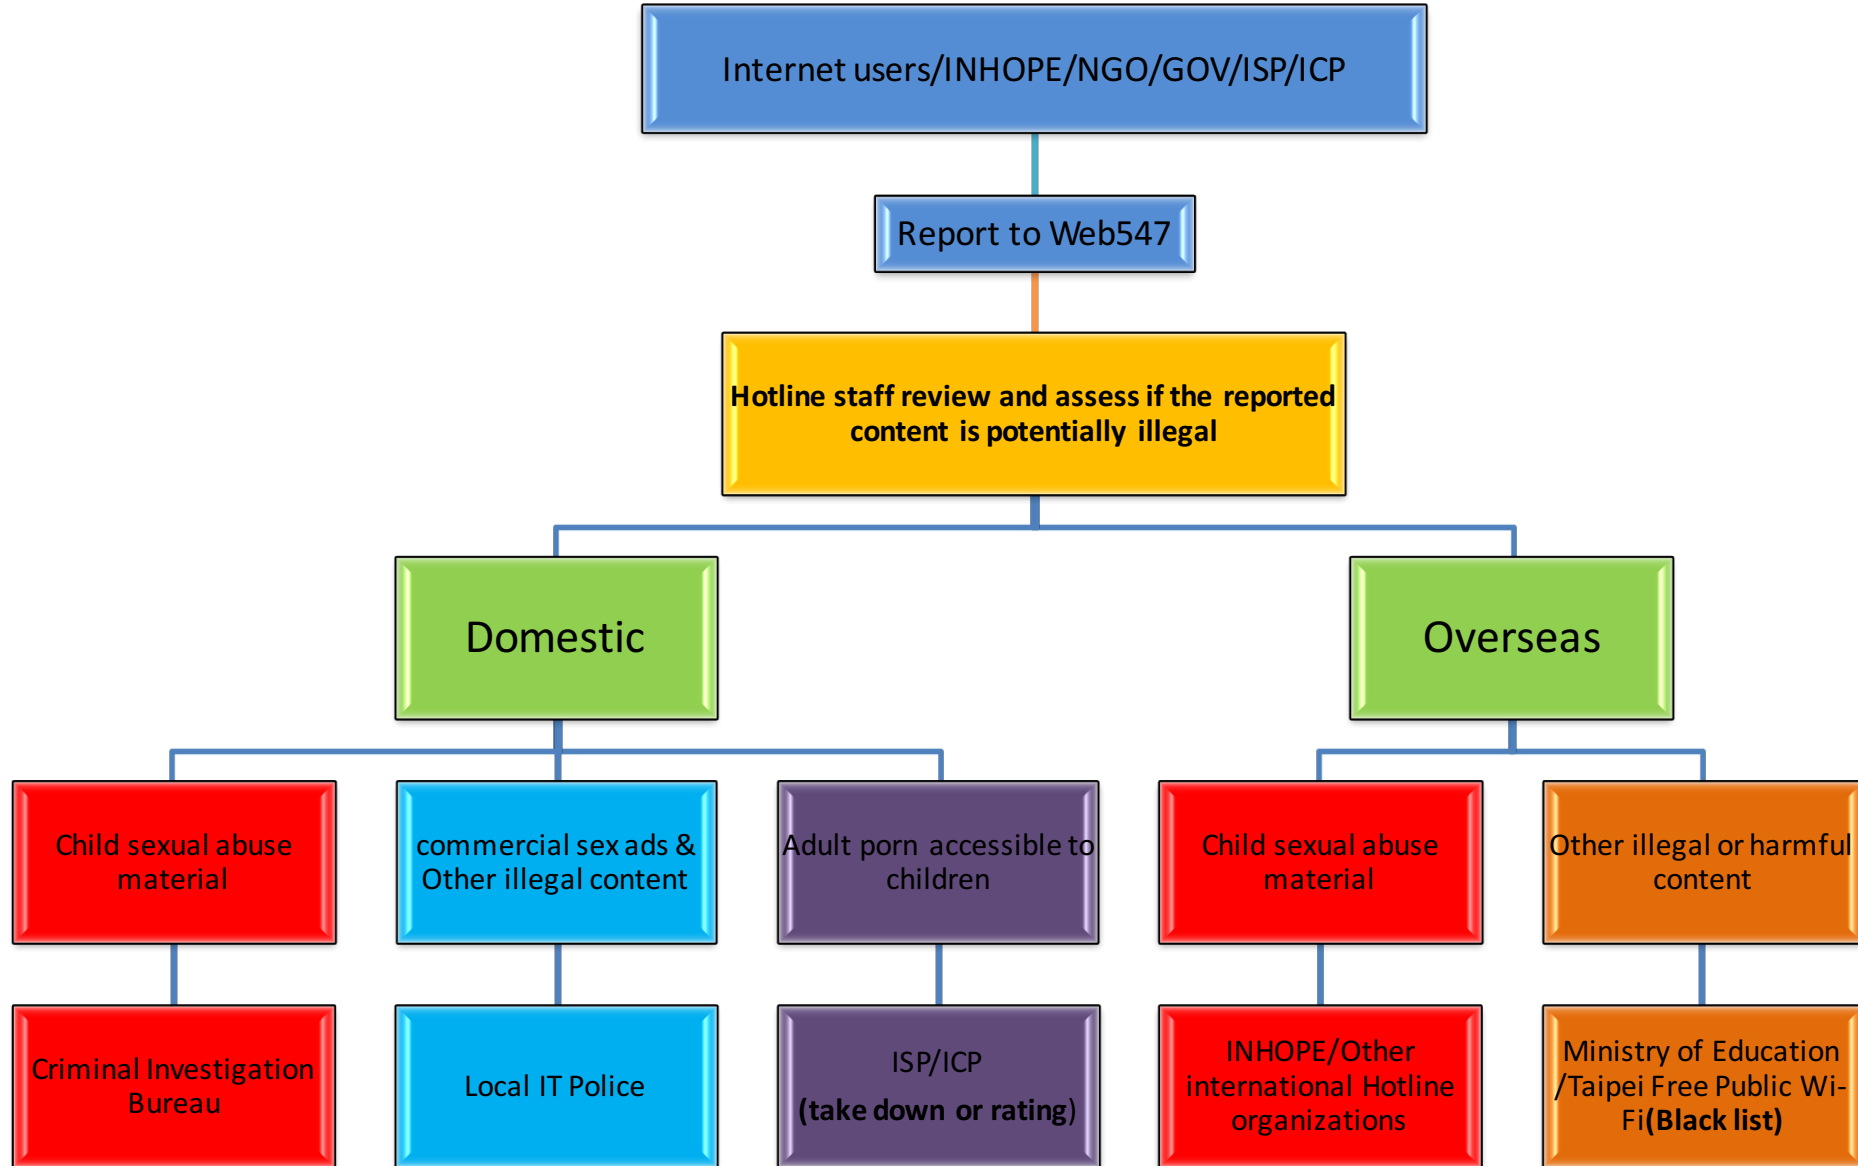 Internet users/INHOPE/NGO/GOV/ISP/ICP
Report to Web547
Hotline staff review and assess if the reported
content is potentially illegal
Domestic
Overseas
Child sexual abuse
material
commercial sex ads &
Other illegal content
Adult porn accessible to
children
Child sexual abuse
material
Other illegal or harmful
content
Criminal Investigation
Bureau
Local IT Police
ISP/ICP
(take down or rating)
INHOPE/Other
international Hotline
organizations
Ministry of Education
/Taipei Free Public Wi-
Fi(Black list)